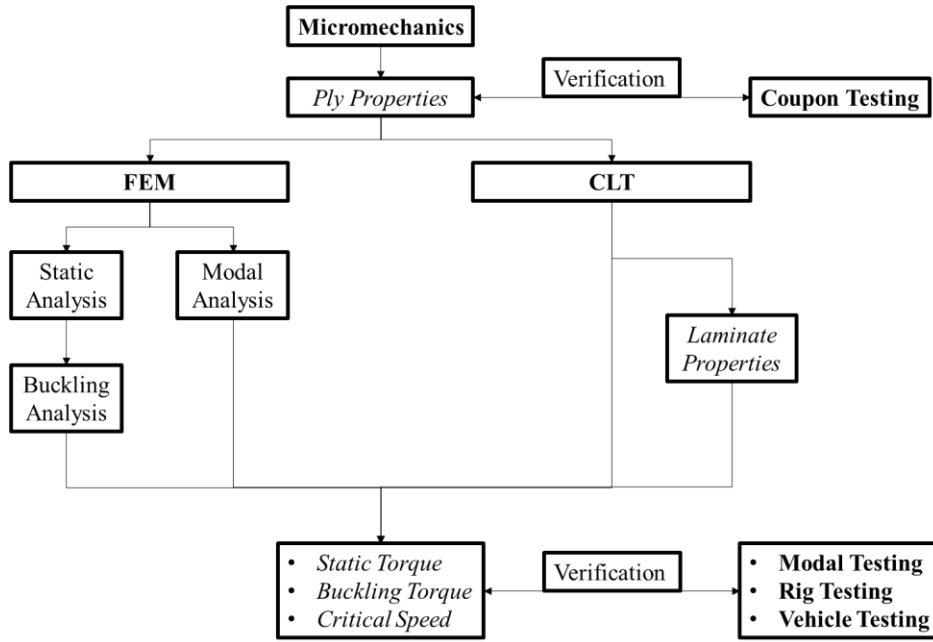 Micromechanics
Verification
Ply Properties
Coupon Testing
FEM
CLT
Static
Analysis
Modal
Analysis
Laminate
Properties
Buckling
Analysis
• Static Torque
• Buckling Torque
• Critical Speed
Verification
• Modal Testing
• Rig Testing
• Vehicle Testing